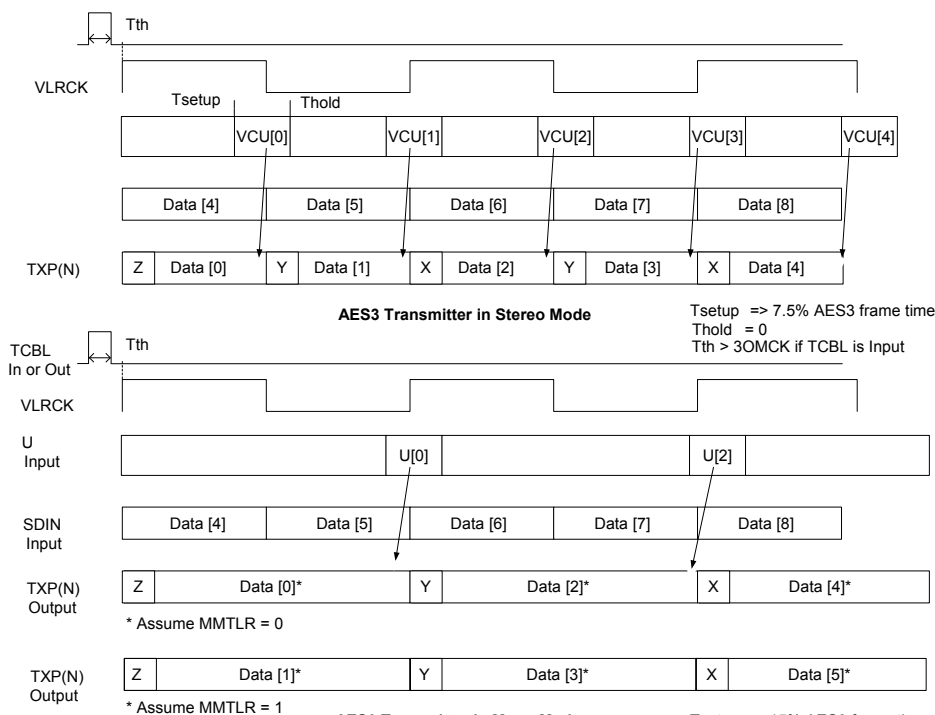 Tth
VLRCK
Tsetup Thold
VCU[0] VCU[1] VCU[2] VCU[3] VCU[4]
Data [4] Data [5] Data [6] Data [7] Data [8]
TXP(N) Z Data [0] Y Data [1] X Data [2] Y Data [3] X Data [4]
AES3 Transmitter in Stereo Mode
Tsetup => 7.5% AES3 frame time
Thold = 0
Tth > 3OMCK if TCBL is Input
TCBL
In or Out
Tth
VLRCK
U
Input
U[0] U[2]
SDIN
Input
Data [4] Data [5] Data [6] Data [7] Data [8]
TXP(N)
Output
Z Data [0]* Y Data [2]* X Data [4]*
* Assume MMTLR = 0
TXP(N)
Output
Z Data [1]* Y Data [3]* X Data [5]*
* Assume MMTLR = 1